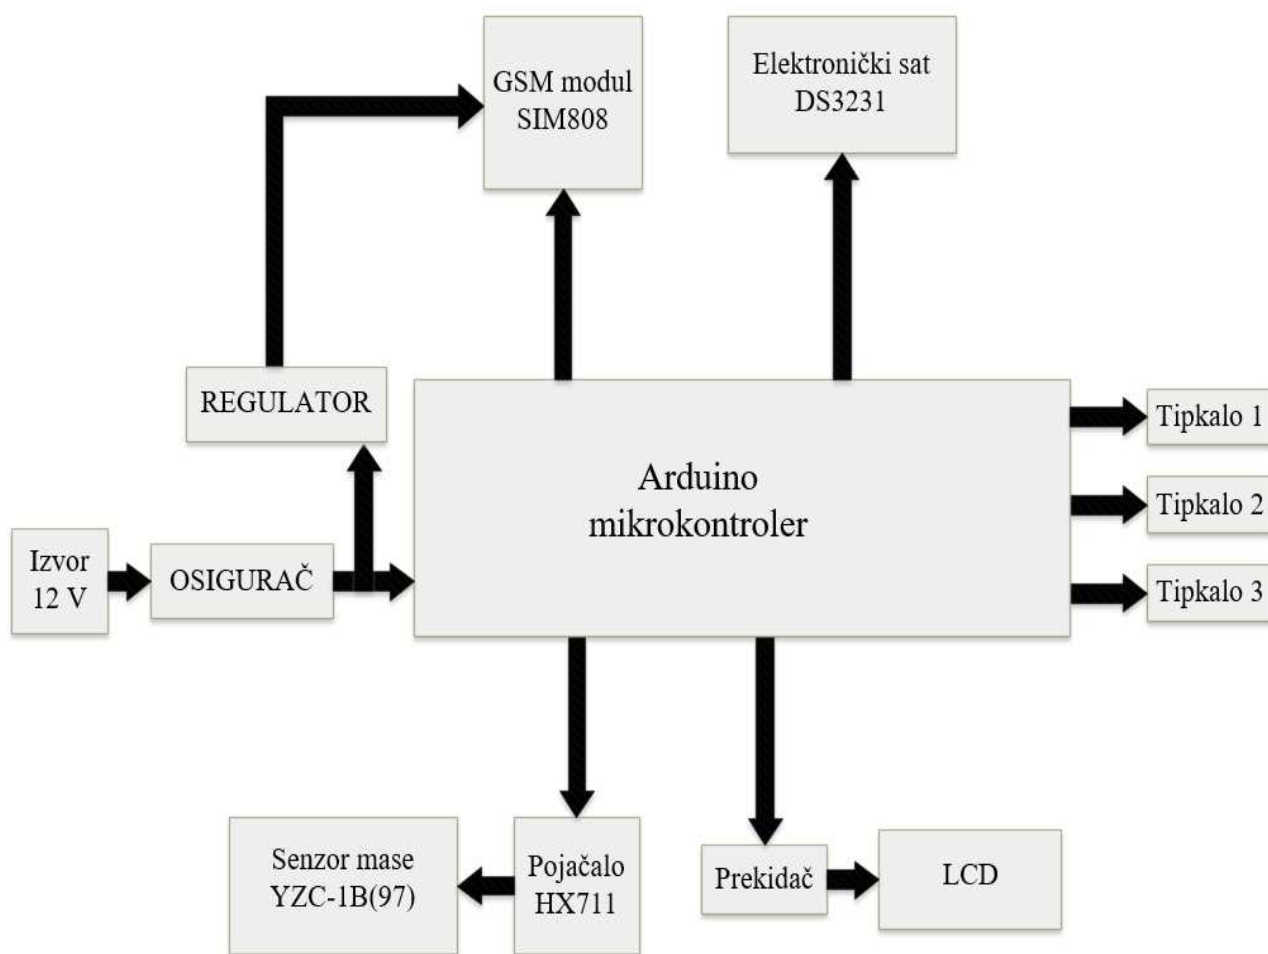 GSM modul
SIM808
Elektronički sat
DS3231
REGULATOR
Arduino
mikrokontroler
Tipkalo 1
Tipkalo 2
Tipkalo 3
Izvor
12 V
OSIGURAČ
Senzor mase
YZC-1B(97)
Pojačalo
HX711
Prekidač
LCD